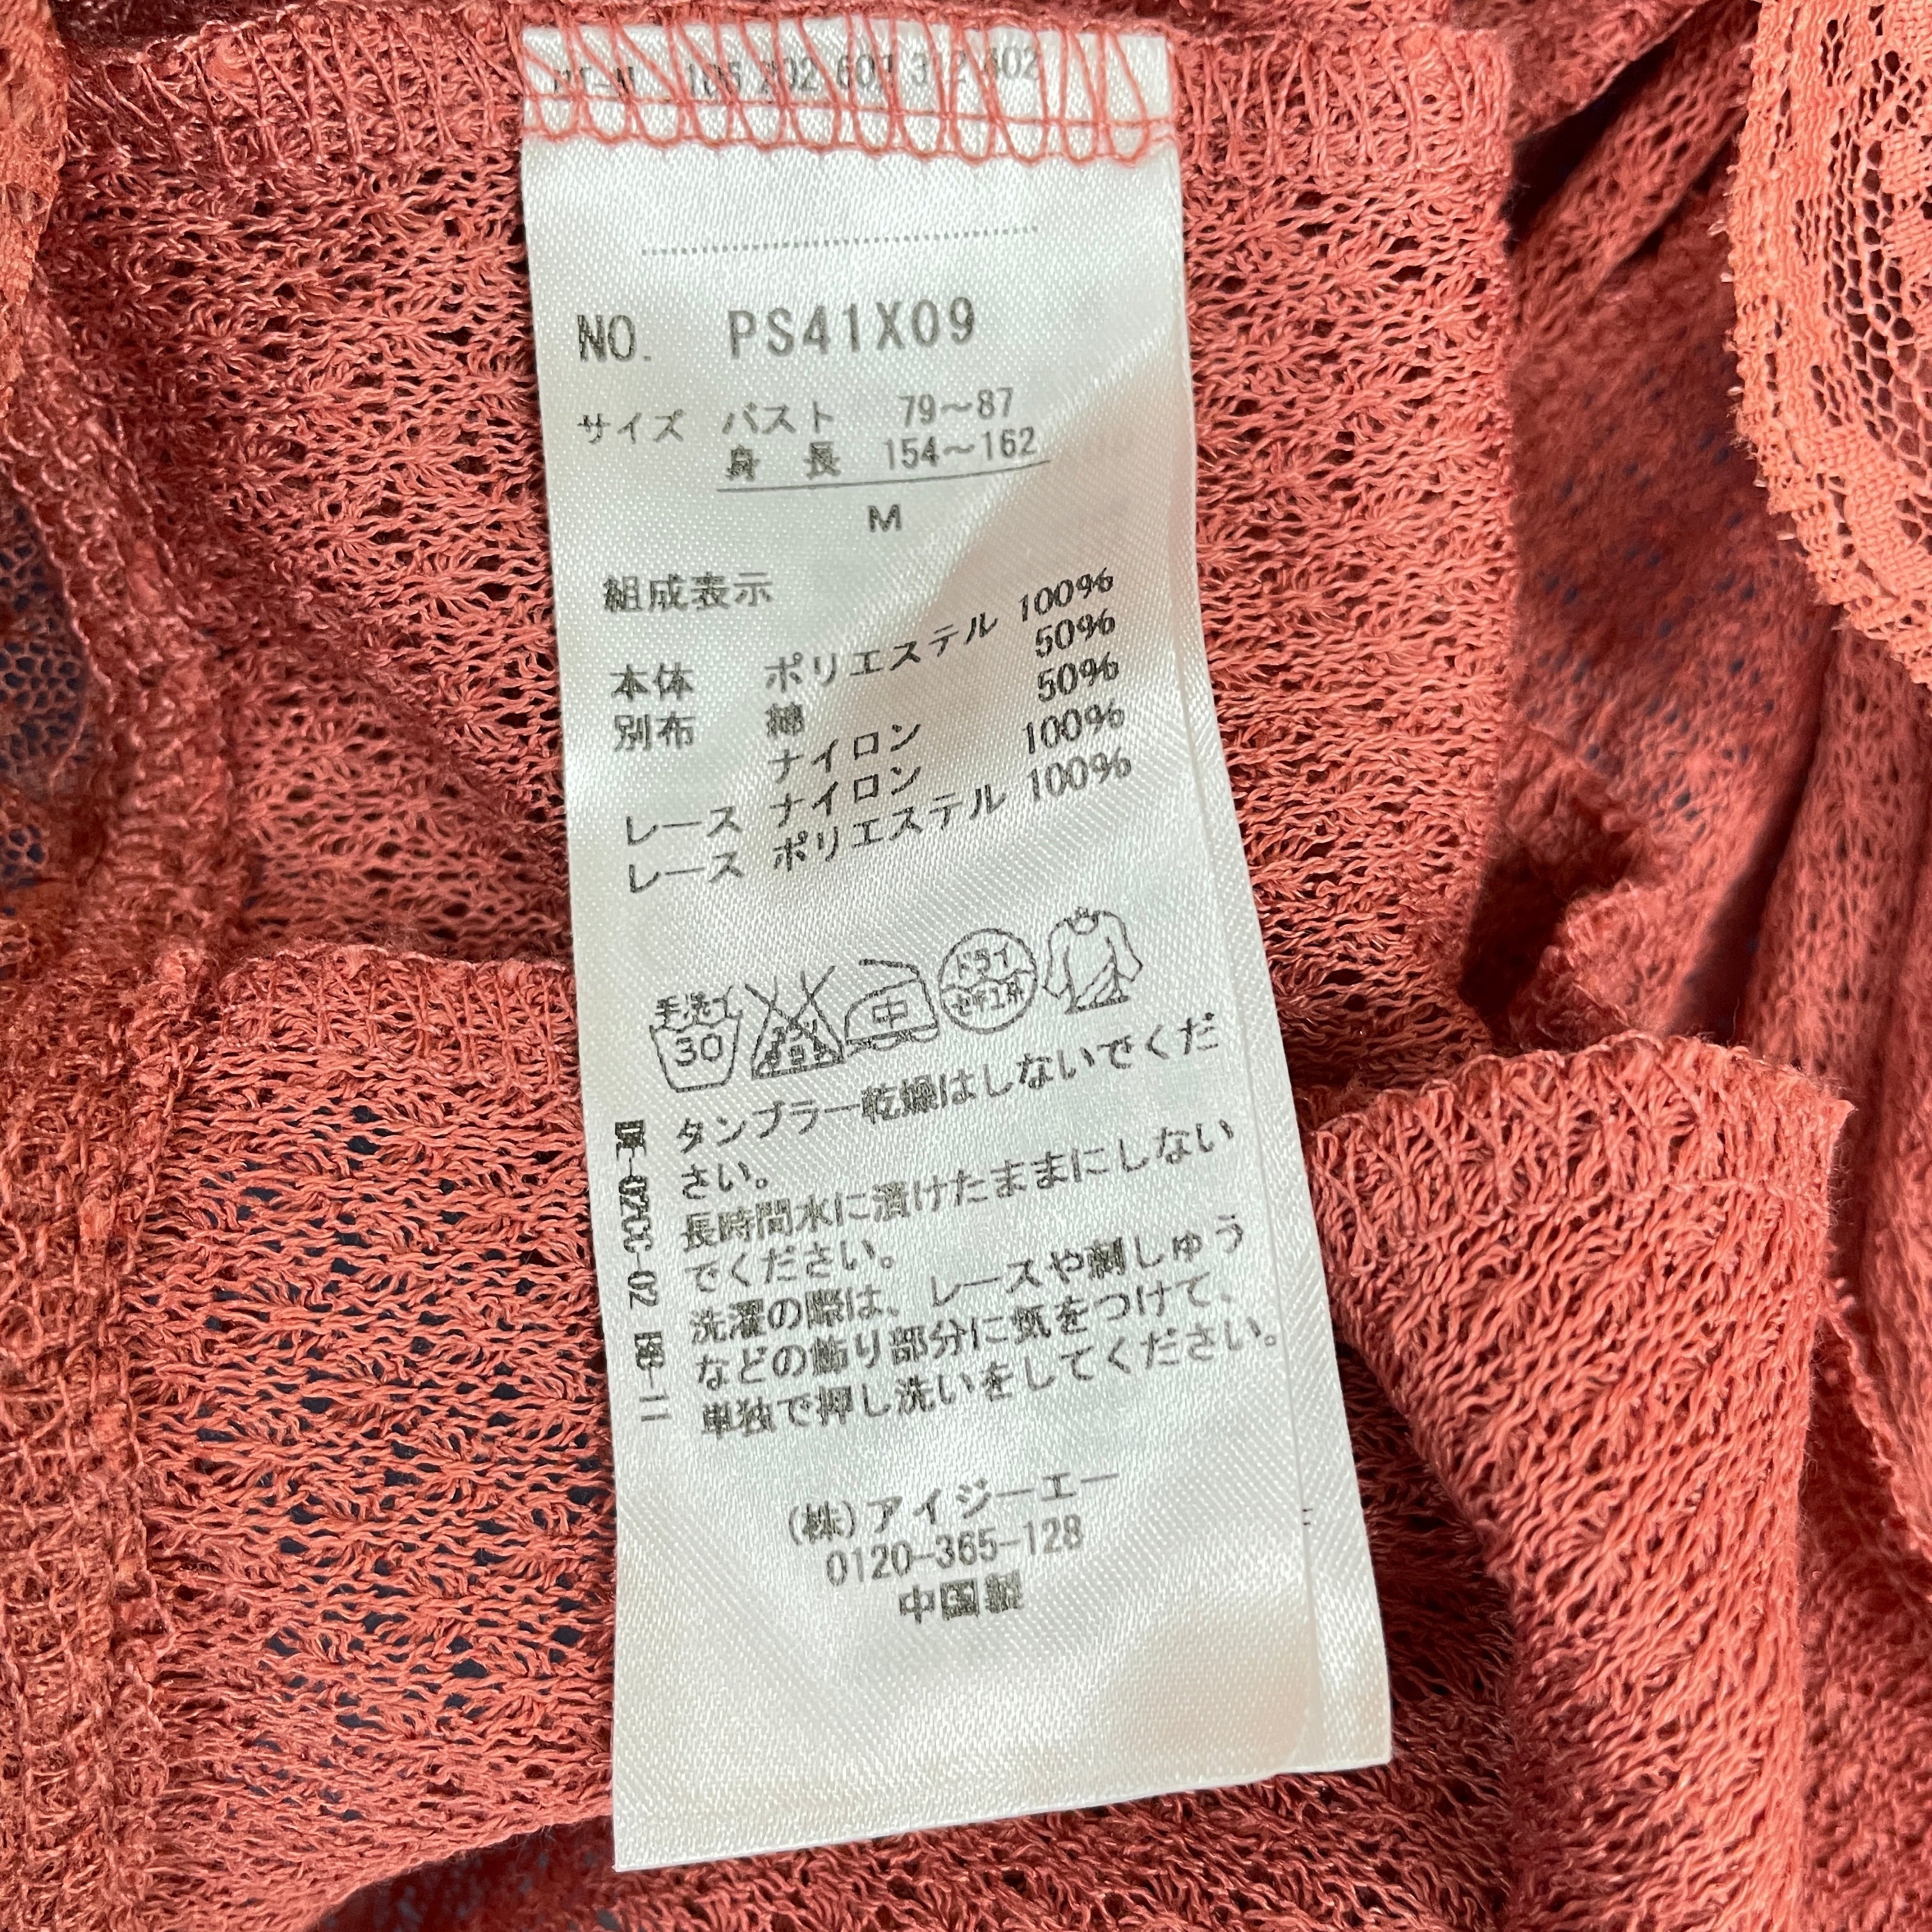 NO. PS41X09
サイズ バスト 79～87
身 長 154～162
M
組成表示
本体 ポリエステル 100%
別布 綿 50%
ナイロン 50%
レース ナイロン 100%
レース ポリエステル 100%
手洗イ
30
中
ドライ
タンブラー乾燥はしないでくだ
さい。
長時間水に漬けたままにしない
でください。
洗濯の際は、レースや刺しゅう
などの飾り部分に気をつけて、
単独で押し洗いをしてください。
(株)アイジーエー
0120-365-128
中国製